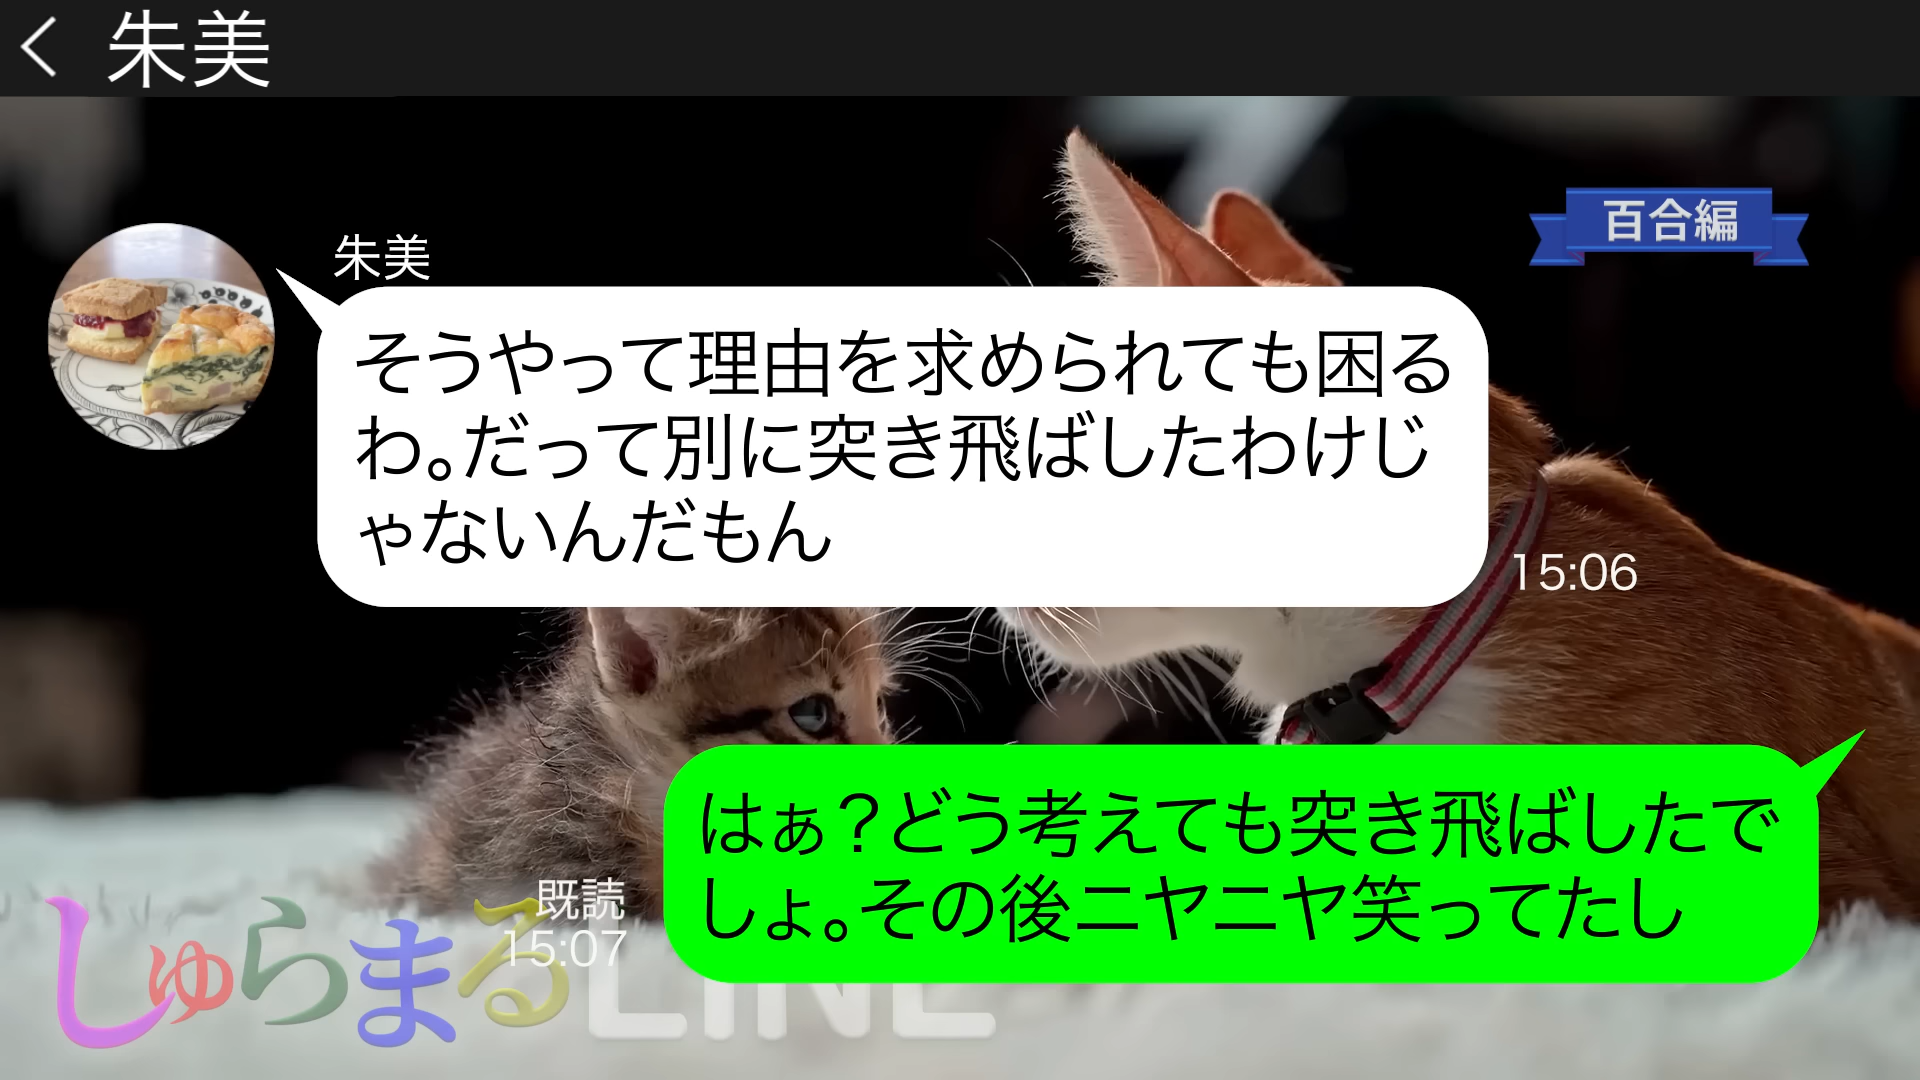 朱美
百合編
朱美
そうやって理由を求められても困る
わ。だって別に突き飛ばしたわけじ
ゃないんだもん
15:06
はぁ？どう考えても突き飛ばしたで
しょ。その後ニヤニヤ笑ってたし
既読
15:07
しゅらまるLINE